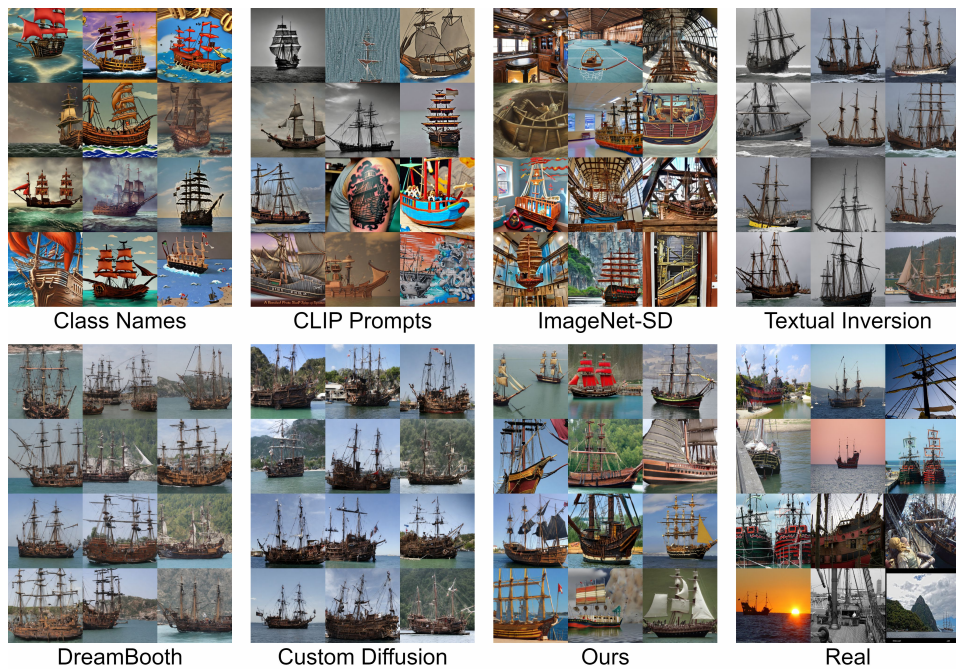 Class Names
CLIP Prompts
ImageNet-SD
Textual Inversion
DreamBooth
Custom Diffusion
Ours
Real